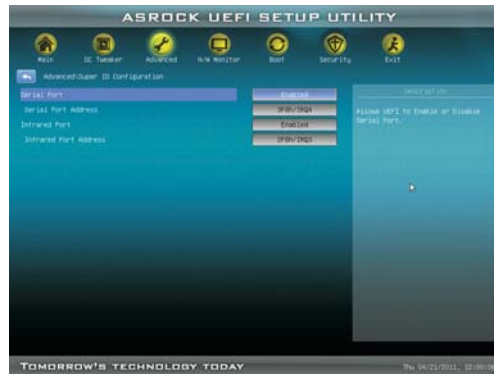 ASROCK UEFI SETUP UTILITY
Main
OC Tweaker
Advanced
H/W Monitor
Boot
Security
Exit
Advanced\Super IO Configuration
Serial Port Enabled
Serial Port Address 3F8h/IRQ4
Infrared Port Enabled
Infrared Port Address 2F8h/IRQ3
Description
Allows UEFI to Enable or Disable
Serial Port.
TOMORROW'S TECHNOLOGY TODAY
Thu 04/21/2011,